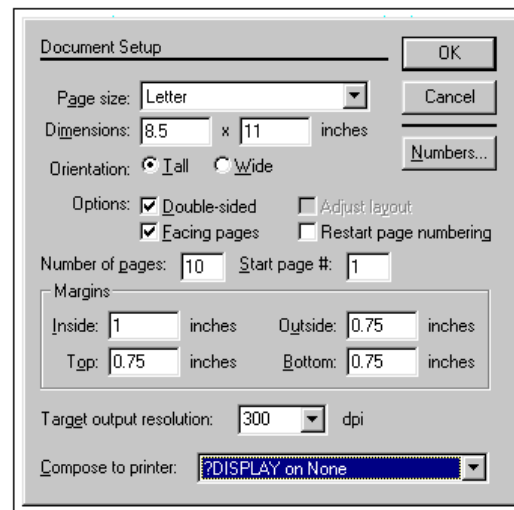 Document Setup
OK
Page size: Letter
Cancel
Dimensions: 8.5 x 11 inches
Numbers...
Orientation: Tall Wide
Options: Double-sided Adjust layout
Facing pages Restart page numbering
Number of pages: 10 Start page #: 1
Margins
Inside: 1 inches Outside: 0.75 inches
Top: 0.75 inches Bottom: 0.75 inches
Target output resolution: 300 dpi
Compose to printer: ?DISPLAY on None